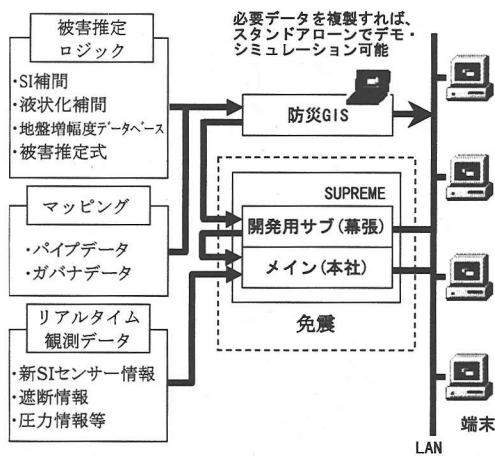 被害推定
ロジック
・SI補間
・液状化補間
・地盤増幅度データベース
・被害推定式
マッピング
・パイプデータ
・ガバナデータ
リアルタイム
観測データ
・新SIセンサー情報
・遮断情報
・圧力情報等
必要データを複製すれば、
スタンドアローンでデモ・
シミュレーション可能
防災GIS
SUPREME
開発用サブ(幕張)
メイン(本社)
免震
端末
LAN